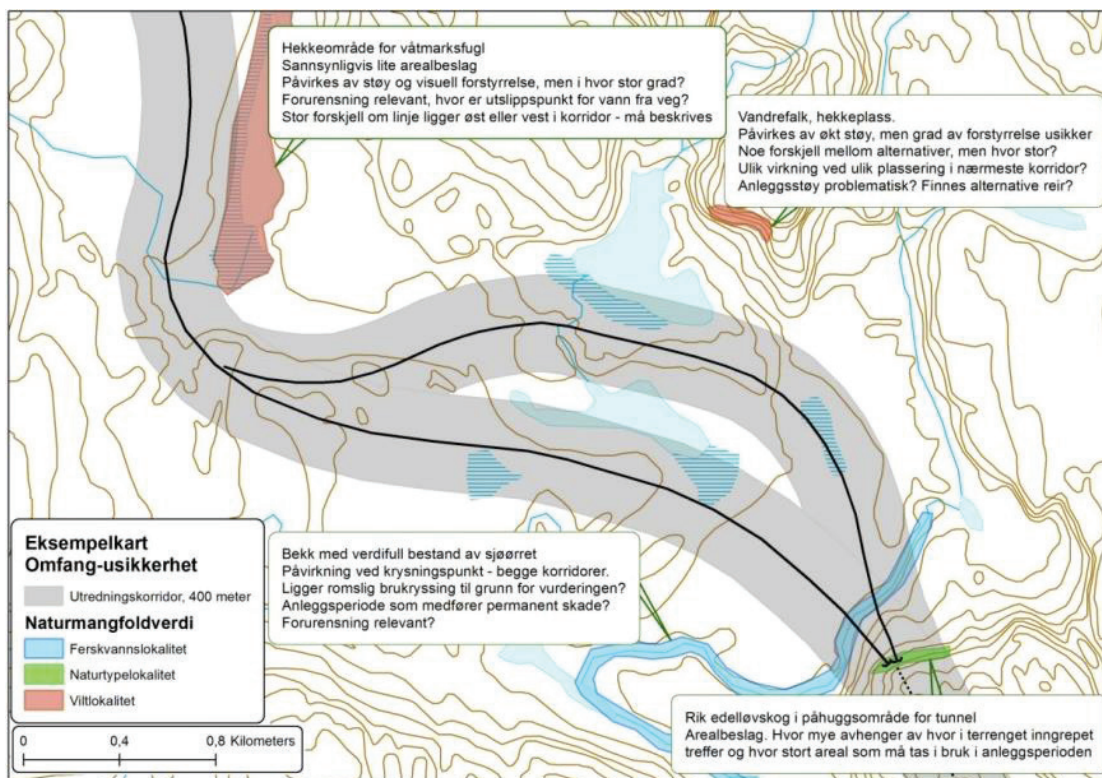 Hekkeområde for våtmarksfugl
Sannsynligvis lite arealbeslag
Påvirkes av støy og visuell forstyrrelse, men i hvor stor grad?
Forurensning relevant, hvor er utslippspunkt for vann fra veg?
Stor forskjell om linje ligger øst eller vest i korridor - må beskrives
Vandrefalk, hekkeplass.
Påvirkes av økt støy, men grad av forstyrrelse usikker
Noe forskjell mellom alternativer, men hvor stor?
Ulik virkning ved ulik plassering i nærmeste korridor?
Anleggsstøy problematisk? Finnes alternative reir?
Eksempelkart
Omfang-usikkerhet
Utredningskorridor, 400 meter
Naturmangfoldverdi
Ferskvannslokalitet
Naturtypelokalitet
Viltlokalitet
0 0,4 0,8 Kilometers
Bekk med verdifull bestand av sjøørret
Påvirkning ved krysningspunkt - begge korridorer.
Ligger romslig brukryssing til grunn for vurderingen?
Anleggsperiode som medfører permanent skade?
Forurensning relevant?
Rik edelløvskog i påhuggsområde for tunnel
Arealbeslag. Hvor mye avhenger av hvor i terrenget inngrepet
treffer og hvor stort areal som må tas i bruk i anleggsperioden